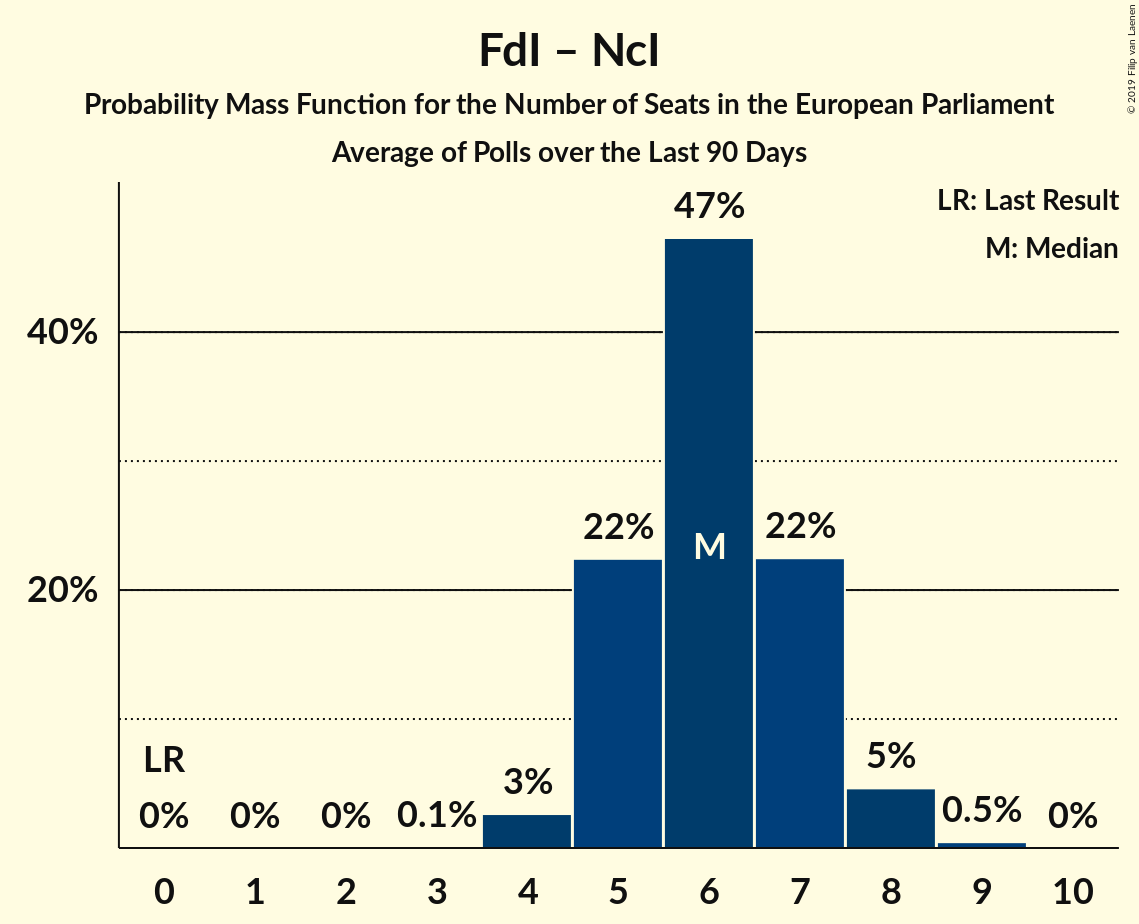 FdI – NcI
Probability Mass Function for the Number of Seats in the European Parliament
Average of Polls over the Last 90 Days
© 2019 Filip van Laenen
LR: Last Result
M: Median
47%
40%
22%
22%
M
20%
LR
0%
0%
0%
0.1%
3%
5%
0.5%
0%
0 1 2 3 4 5 6 7 8 9 10